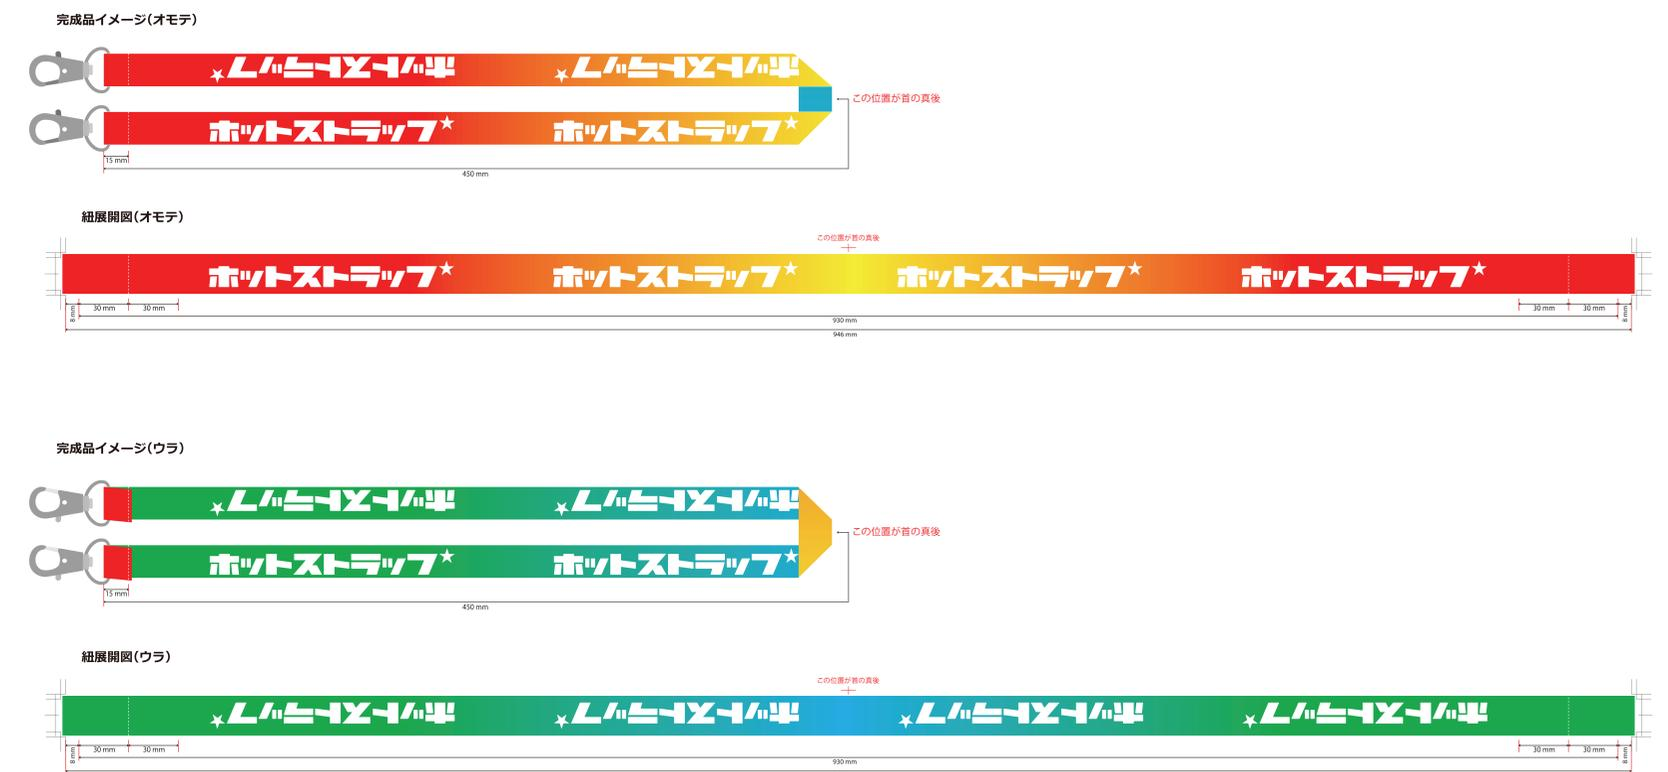 完成品イメージ（オモテ）
ホットストラップ★ ホットストラップ★
この位置が首の真後
ホットストラップ★ ホットストラップ★
15 mm
450 mm
紐展開図（オモテ）
この位置が首の真後
ホットストラップ★ ホットストラップ★ ホットストラップ★ ホットストラップ★
8 mm 30 mm 30 mm 30 mm 30 mm 8 mm
930 mm
946 mm
完成品イメージ（ウラ）
ホットストラップ★ ホットストラップ★
この位置が首の真後
ホットストラップ★ ホットストラップ★
15 mm
450 mm
紐展開図（ウラ）
この位置が首の真後
ホットストラップ★ ホットストラップ★ ホットストラップ★ ホットストラップ★
8 mm 30 mm 30 mm 30 mm 30 mm 8 mm
930 mm